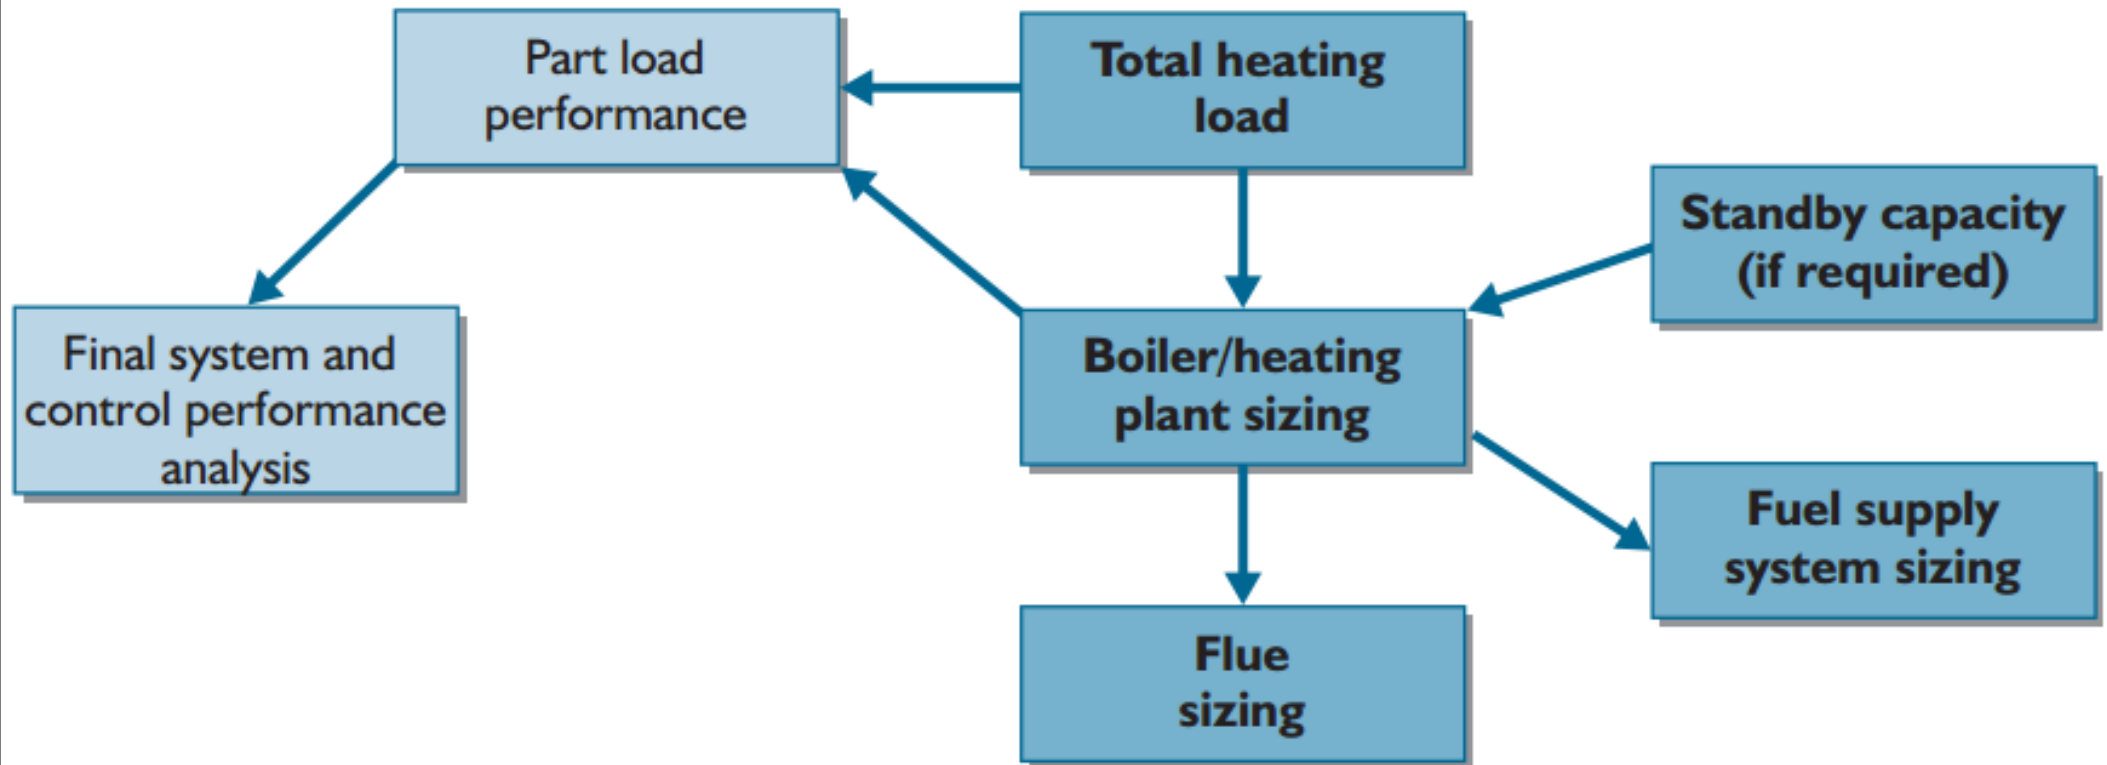 Part load
performance
Total heating
load
Standby capacity
(if required)
Final system and
control performance
analysis
Boiler/heating
plant sizing
Fuel supply
system sizing
Flue
sizing